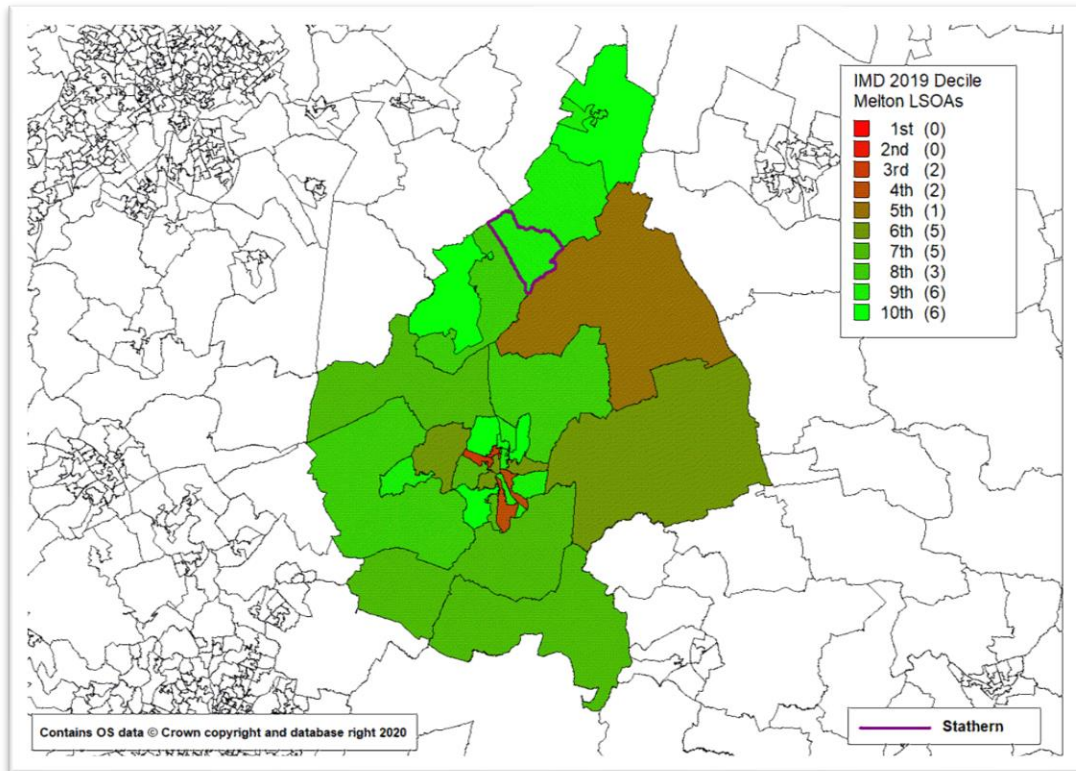 IMD 2019 Decile
Melton LSOAs
1st (0)
2nd (0)
3rd (2)
4th (2)
5th (1)
6th (5)
7th (5)
8th (3)
9th (6)
10th (6)
Contains OS data © Crown copyright and database right 2020
Stathern